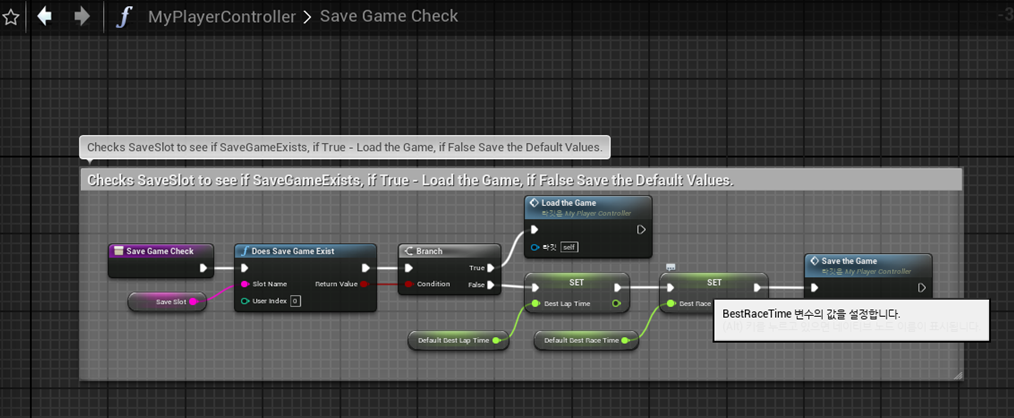 MyPlayerController > Save Game Check
-3
Checks SaveSlot to see if SaveGameExists, if True - Load the Game, if False Save the Default Values.
Checks SaveSlot to see if SaveGameExists, if True - Load the Game, if False Save the Default Values.
Load the Game
타깃은 My Player Controller
타깃 self
Save Game Check
Does Save Game Exist
Slot Name
Return Value
User Index 0
Save Slot
Branch
True
Condition
False
SET
Best Lap Time
SET
Best Race
Save the Game
타깃은 My Player Controller
Default Best Lap Time
Default Best Race Time
BestRaceTime 변수의 값을 설정합니다.